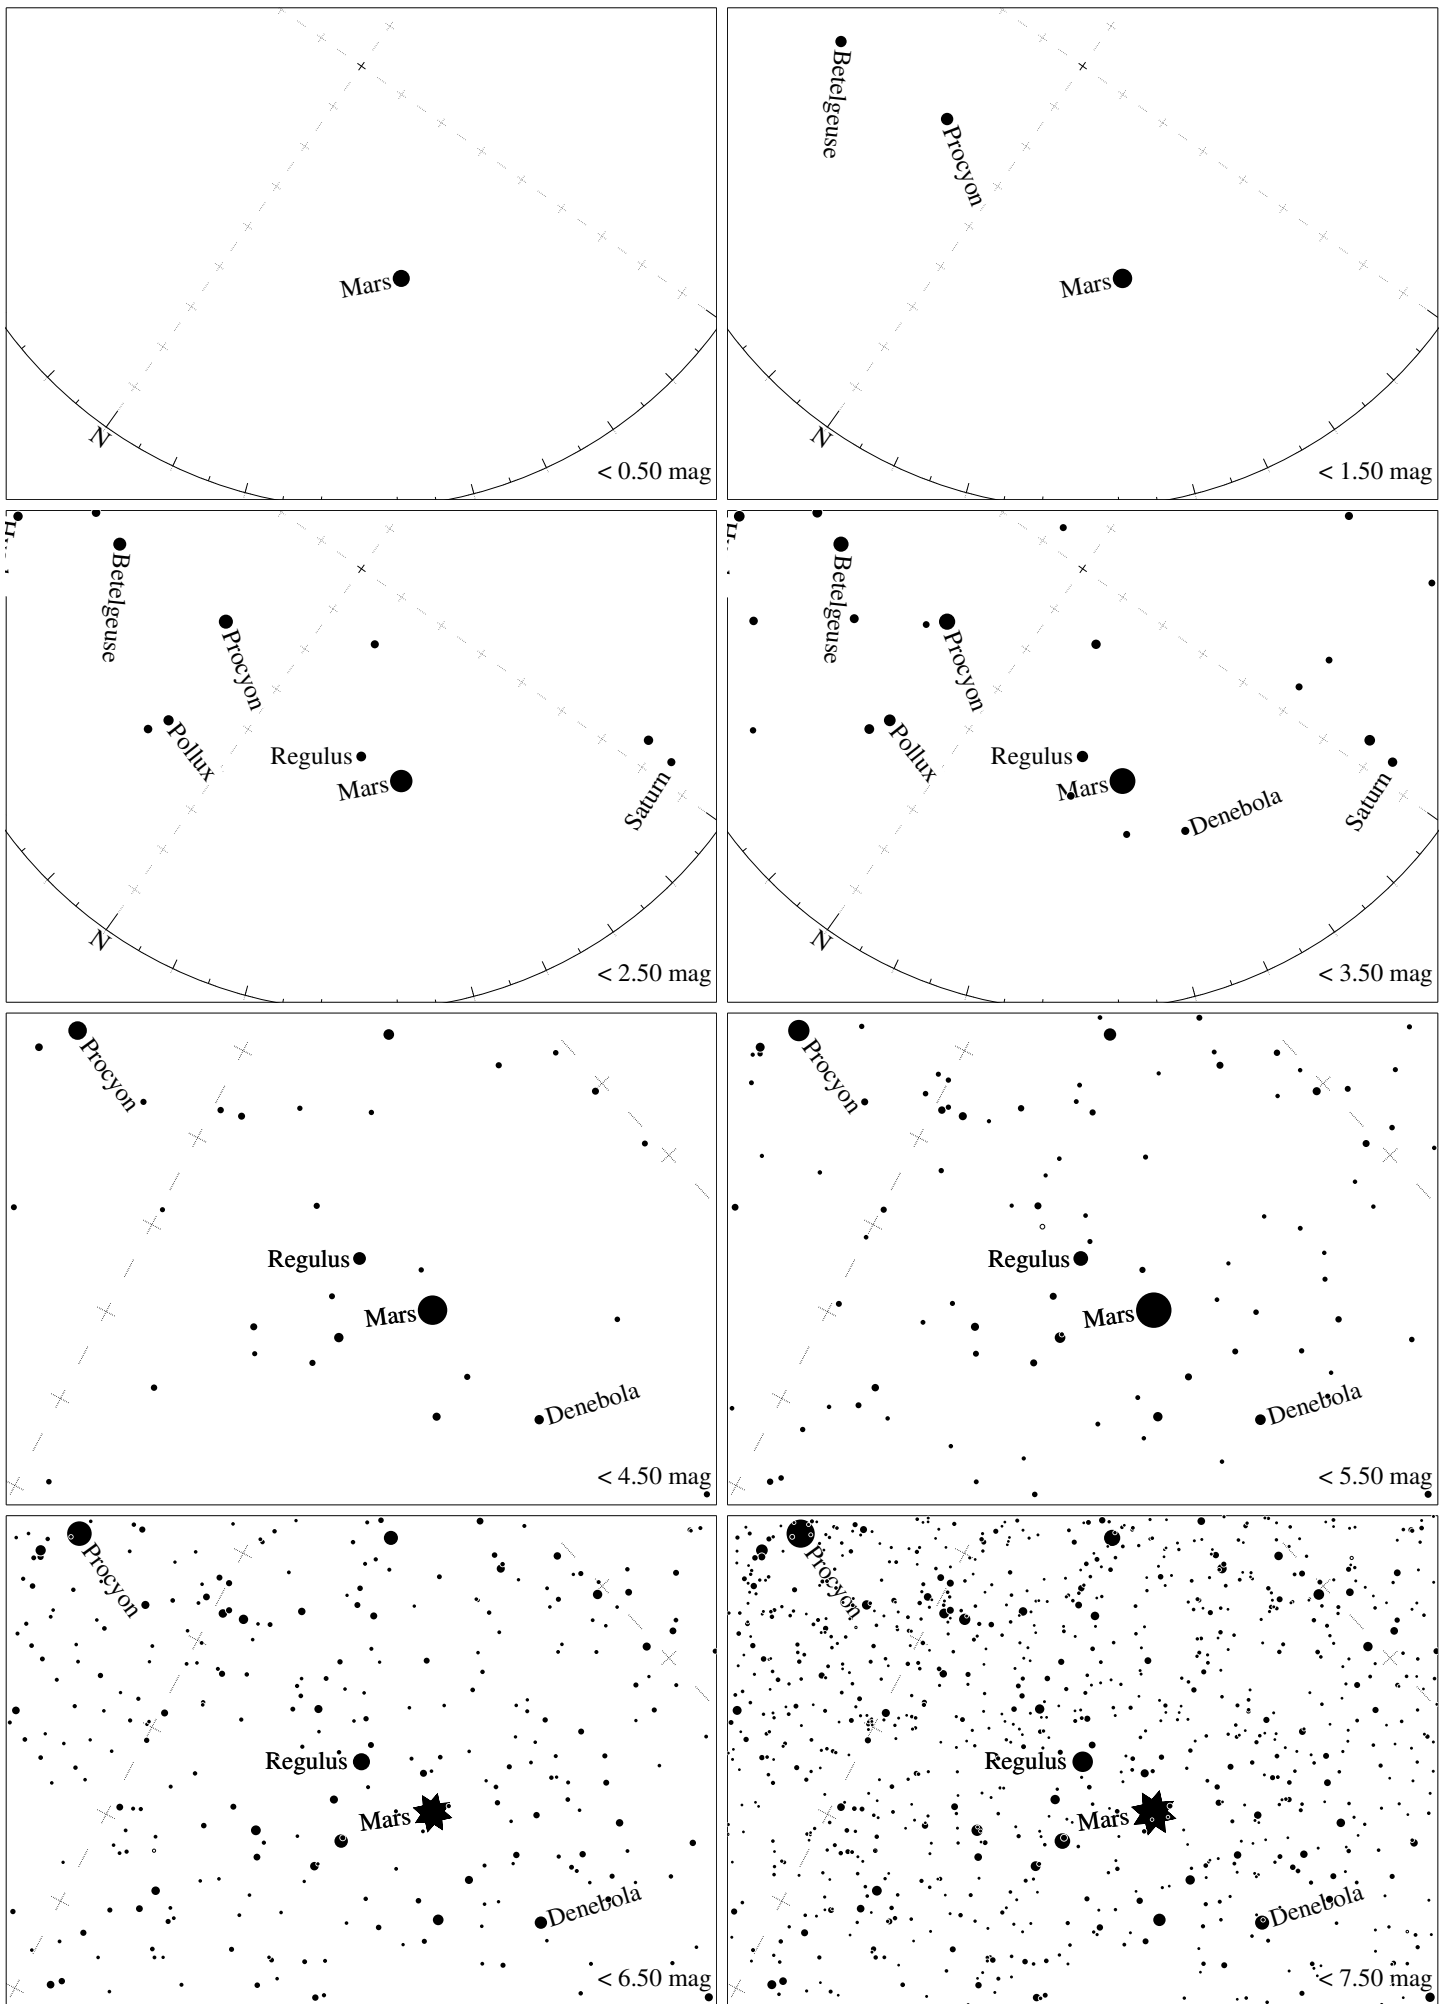 Mars
N
< 0.50 mag
Betelgeuse
Procyon
Mars
N
< 1.50 mag
Betelgeuse
Procyon
Pollux
Regulus
Mars
Saturn
N
< 2.50 mag
Betelgeuse
Procyon
Pollux
Regulus
Mars
Denebola
Saturn
N
< 3.50 mag
Procyon
Regulus
Mars
Denebola
< 4.50 mag
Procyon
Regulus
Mars
Denebola
< 5.50 mag
Procyon
Regulus
Mars
Denebola
< 6.50 mag
Procyon
Regulus
Mars
Denebola
< 7.50 mag